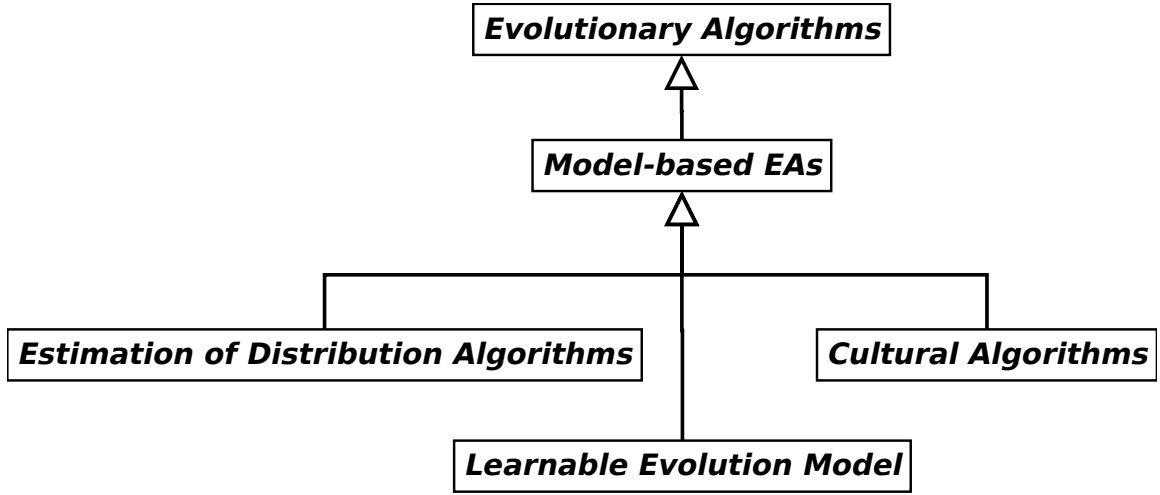 Evolutionary Algorithms
Model-based EAs
Estimation of Distribution Algorithms
Cultural Algorithms
Learnable Evolution Model